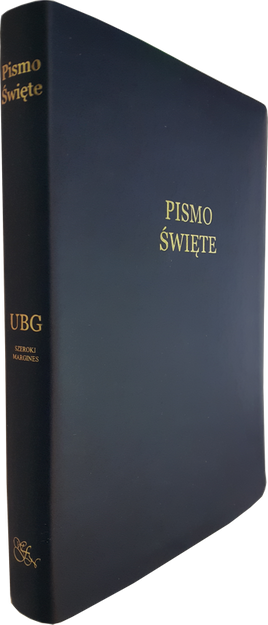 Pismo
Święte
UBG
SZEROKI
MARGINES
PISMO
ŚWIĘTE